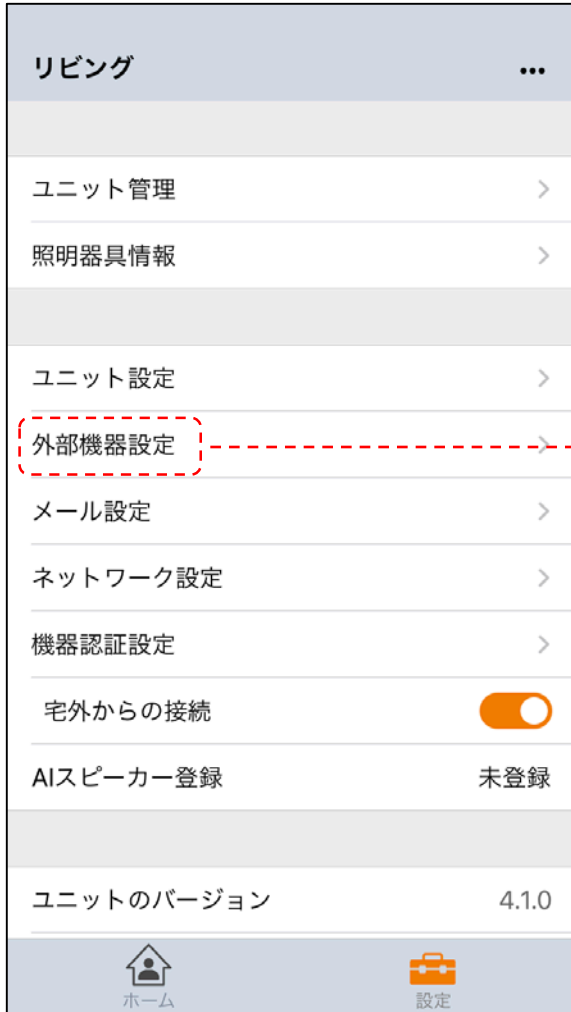 リビング
ユニット管理
照明器具情報
ユニット設定
外部機器設定
メール設定
ネットワーク設定
機器認証設定
宅外からの接続
AIスピーカー登録 未登録
ユニットのバージョン 4.1.0
ホーム 設定